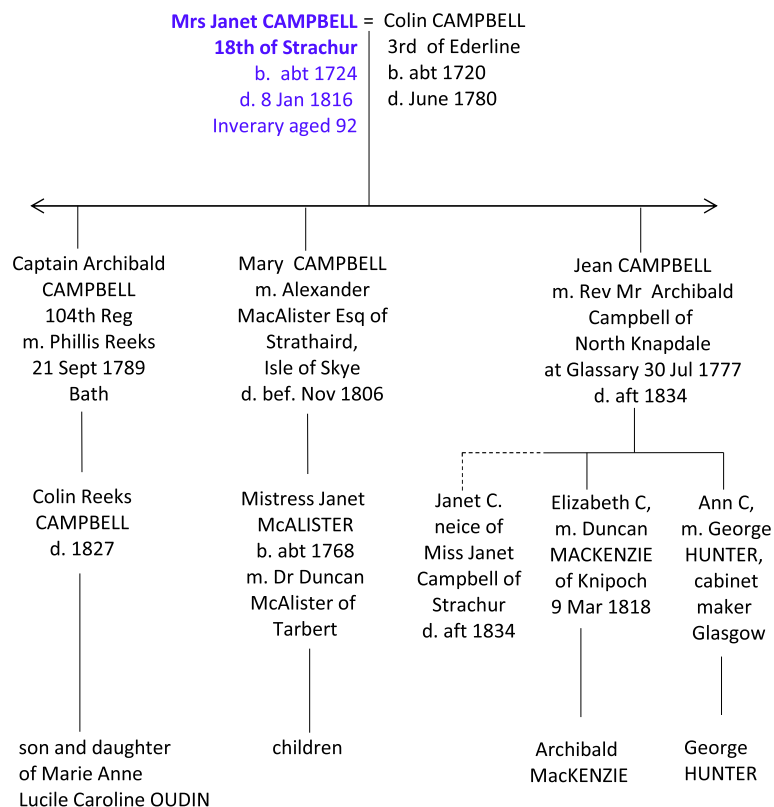 Mrs Janet CAMPBELL = Colin CAMPBELL
18th of Strachur
3rd of Ederline
b. abt 1724
b. abt 1720
d. 8 Jan 1816
d. June 1780
Inverary aged 92
Captain Archibald
CAMPBELL
104th Reg
m. Phillis Reeks
21 Sept 1789
Bath
Mary CAMPBELL
m. Alexander
MacAlister Esq of
Strathaird,
Isle of Skye
d. bef. Nov 1806
Jean CAMPBELL
m. Rev Mr Archibald
Campbell of
North Knapdale
at Glassary 30 Jul 1777
d. aft 1834
Colin Reeks
CAMPBELL
d. 1827
Mistress Janet
McALISTER
b. abt 1768
m. Dr Duncan
McAlister of
Tarbert
Janet C.
neice of
Miss Janet
Campbell of
Strachur
d. aft 1834
Elizabeth C,
m. Duncan
MACKENZIE
of Knipoch
9 Mar 1818
Ann C,
m. George
HUNTER,
cabinet
maker
Glasgow
son and daughter
of Marie Anne
Lucile Caroline OUDIN
children
Archibald
MacKENZIE
George
HUNTER